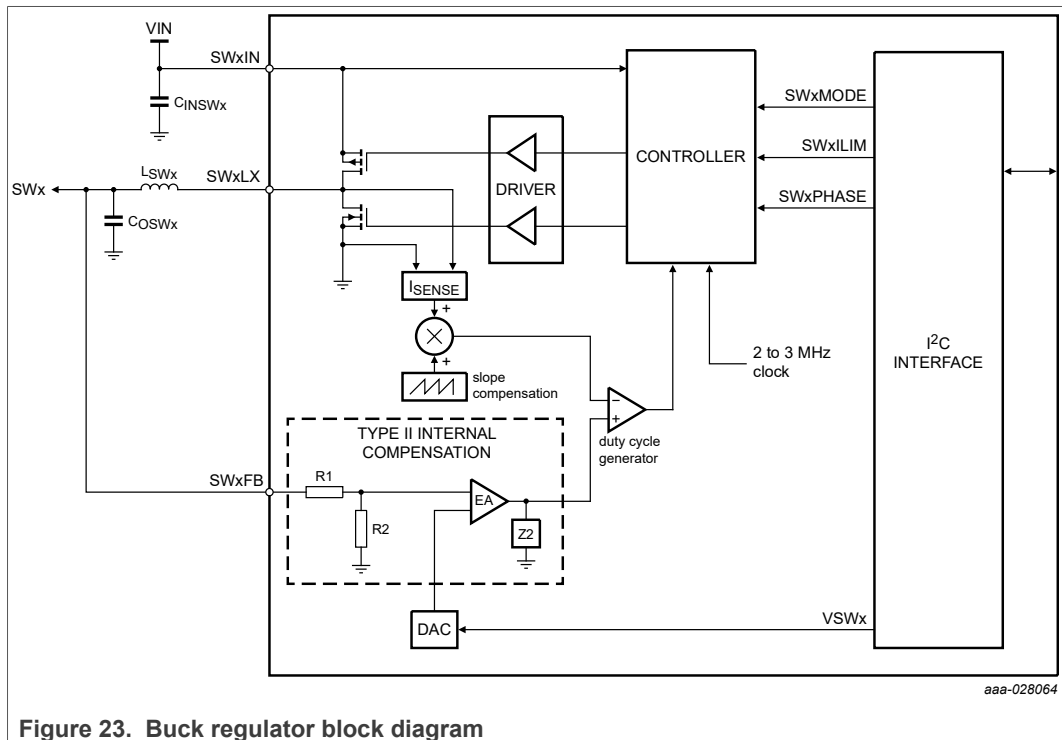 VIN
SWxIN
CINSWx
SWxMODE
CONTROLLER
SWxILIM
LSWx
SWxLX
SWx
DRIVER
SWxPHASE
COSWx
ISENSE
+
I2C
INTERFACE
2 to 3 MHz
clock
+
slope
compensation
−
+
TYPE II INTERNAL
COMPENSATION
duty cycle
generator
SWxFB
R1
EA
R2
Z2
DAC
VSWx
aaa-028064
Figure 23. Buck regulator block diagram